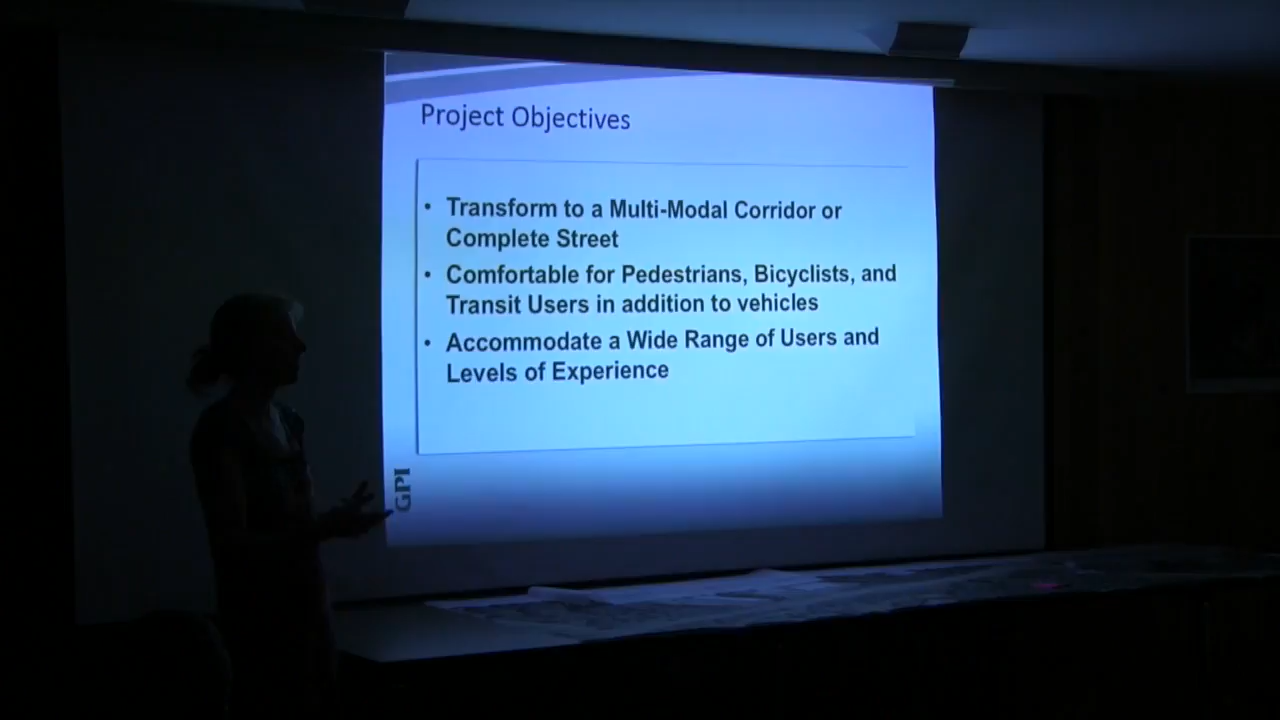 Project Objectives
• Transform to a Multi-Modal Corridor or
Complete Street
• Comfortable for Pedestrians, Bicyclists, and
Transit Users in addition to vehicles
• Accommodate a Wide Range of Users and
Levels of Experience
GPI